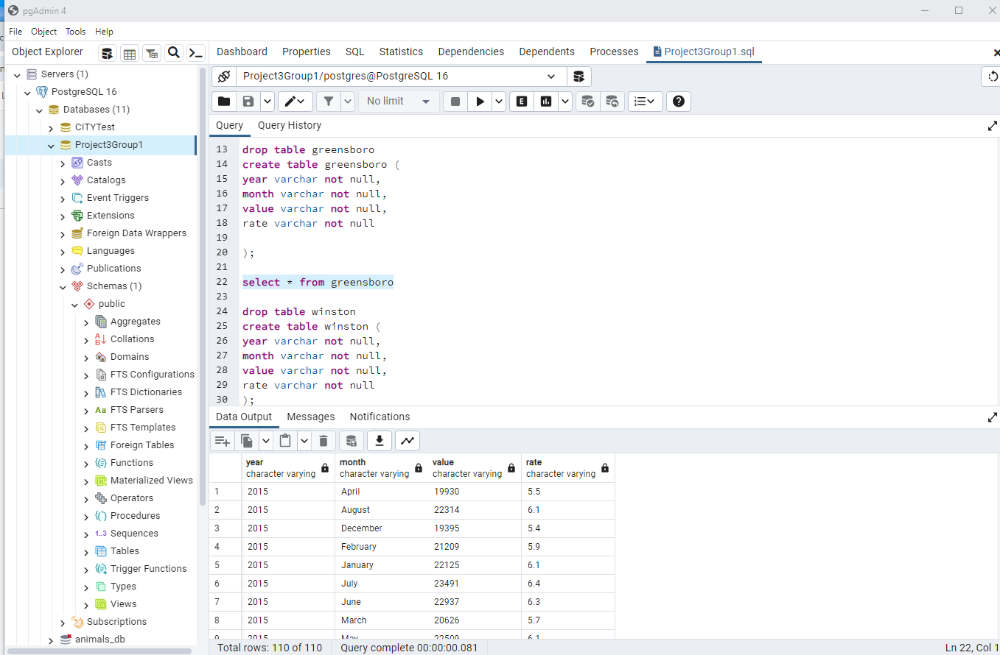 pgAdmin 4
File Object Tools Help
Object Explorer
Dashboard Properties SQL Statistics Dependencies Dependents Processes Project3Group1.sql
Servers (1)
PostgreSQL 16
Databases (11)
CITYTest
Project3Group1
Casts
Catalogs
Event Triggers
Extensions
Foreign Data Wrappers
Languages
Publications
Schemas (1)
public
Aggregates
Collations
Domains
FTS Configurations
FTS Dictionaries
Aa FTS Parsers
FTS Templates
Foreign Tables
Functions
Materialized Views
Operators
Procedures
1..3 Sequences
Tables
Trigger Functions
Types
Views
Subscriptions
animals_db
Project3Group1/postgres@PostgreSQL 16
No limit
E
Query Query History
13 drop table greensboro
14 create table greensboro (
15 year varchar not null,
16 month varchar not null,
17 value varchar not null,
18 rate varchar not null
19
20 );
21
22 select * from greensboro
23
24 drop table winston
25 create table winston (
26 year varchar not null,
27 month varchar not null,
28 value varchar not null,
29 rate varchar not null
30 );
Data Output Messages Notifications
year month value rate
character varying character varying character varying character varying
1 2015 April 19930 5.5
2 2015 August 22314 6.1
3 2015 December 19395 5.4
4 2015 February 21209 5.9
5 2015 January 22125 6.1
6 2015 July 23491 6.4
7 2015 June 22937 6.3
8 2015 March 20626 5.7
9 2015 May 22509 6.1
Total rows: 110 of 110 Query complete 00:00:00.081 Ln 22, Col 1